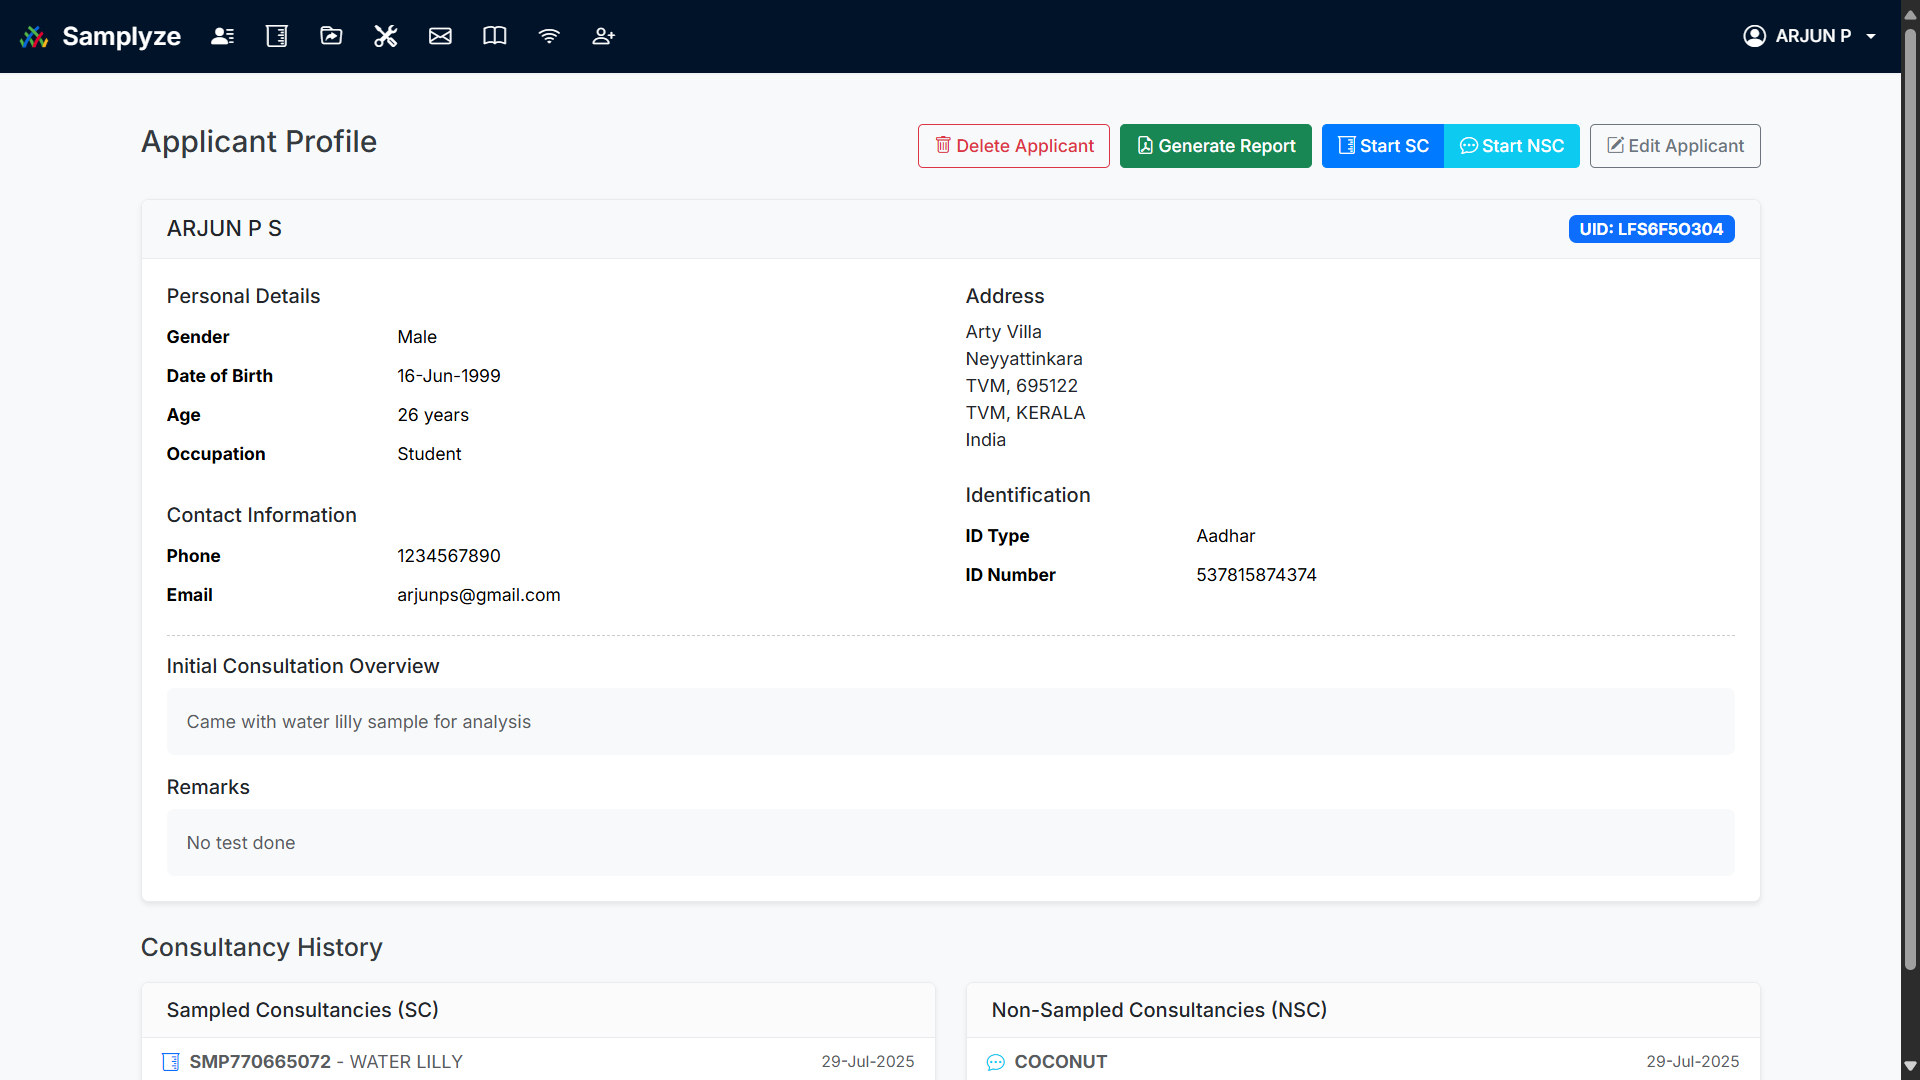 Samplyze
ARJUN P
Applicant Profile
Delete Applicant
Generate Report
Start SC
Start NSC
Edit Applicant
ARJUN P S
UID: LFS6F5O304
Personal Details
Gender Male
Date of Birth 16-Jun-1999
Age 26 years
Occupation Student
Contact Information
Phone 1234567890
Email arjunps@gmail.com
Address
Arty Villa
Neyyattinkara
TVM, 695122
TVM, KERALA
India
Identification
ID Type Aadhar
ID Number 537815874374
Initial Consultation Overview
Came with water lilly sample for analysis
Remarks
No test done
Consultancy History
Sampled Consultancies (SC)
SMP770665072 - WATER LILLY 29-Jul-2025
Non-Sampled Consultancies (NSC)
COCONUT 29-Jul-2025